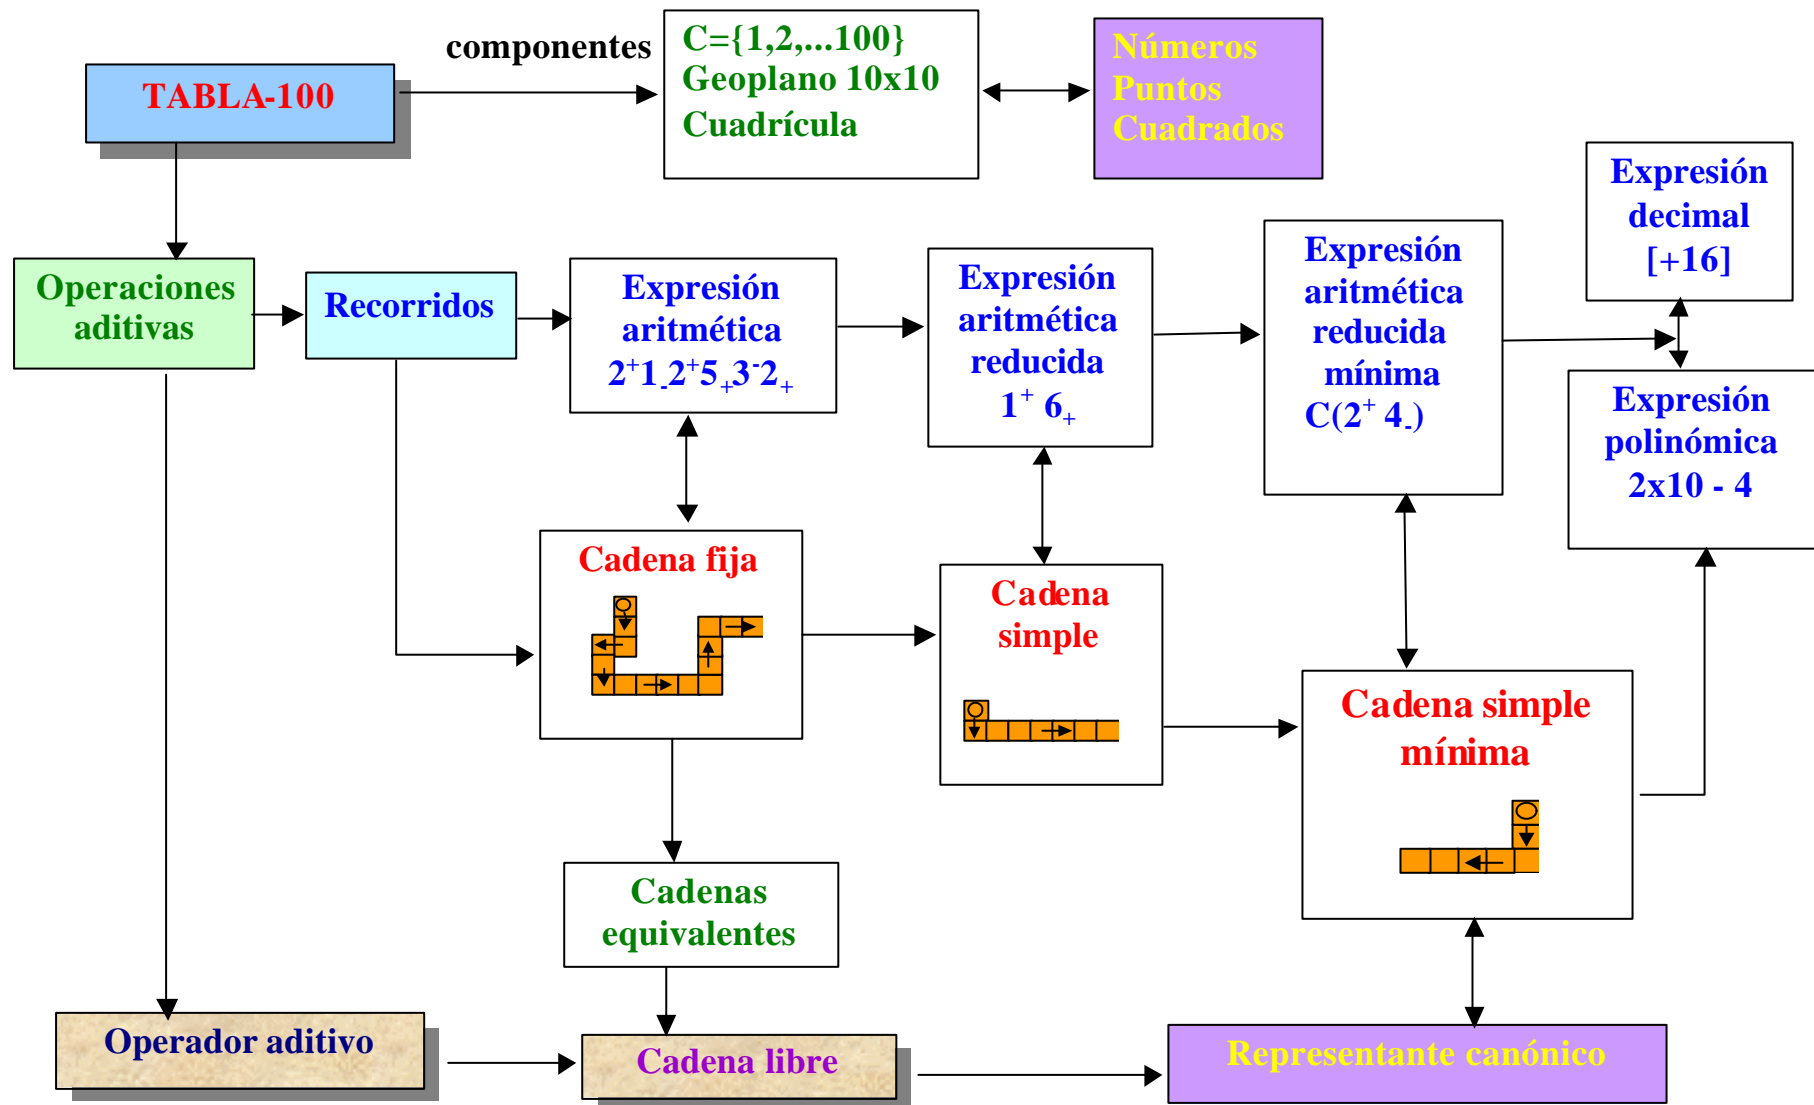 componentes
TABLA-100
C={1,2,...100}
Geoplano 10x10
Cuadrícula
Números
Puntos
Cuadrados
Expresión
decimal
[+16]
Operaciones
aditivas
Recorridos
Expresión
aritmética
2⁺1₋2⁺5₊3⁻2₊
Expresión
aritmética
reducida
1⁺ 6₊
Expresión
aritmética
reducida
mínima
C(2⁺ 4₋)
Expresión
polinómica
2x10 - 4
Cadena fija
Cadena
simple
Cadena simple
mínima
Cadenas
equivalentes
Operador aditivo
Cadena libre
Representante canónico